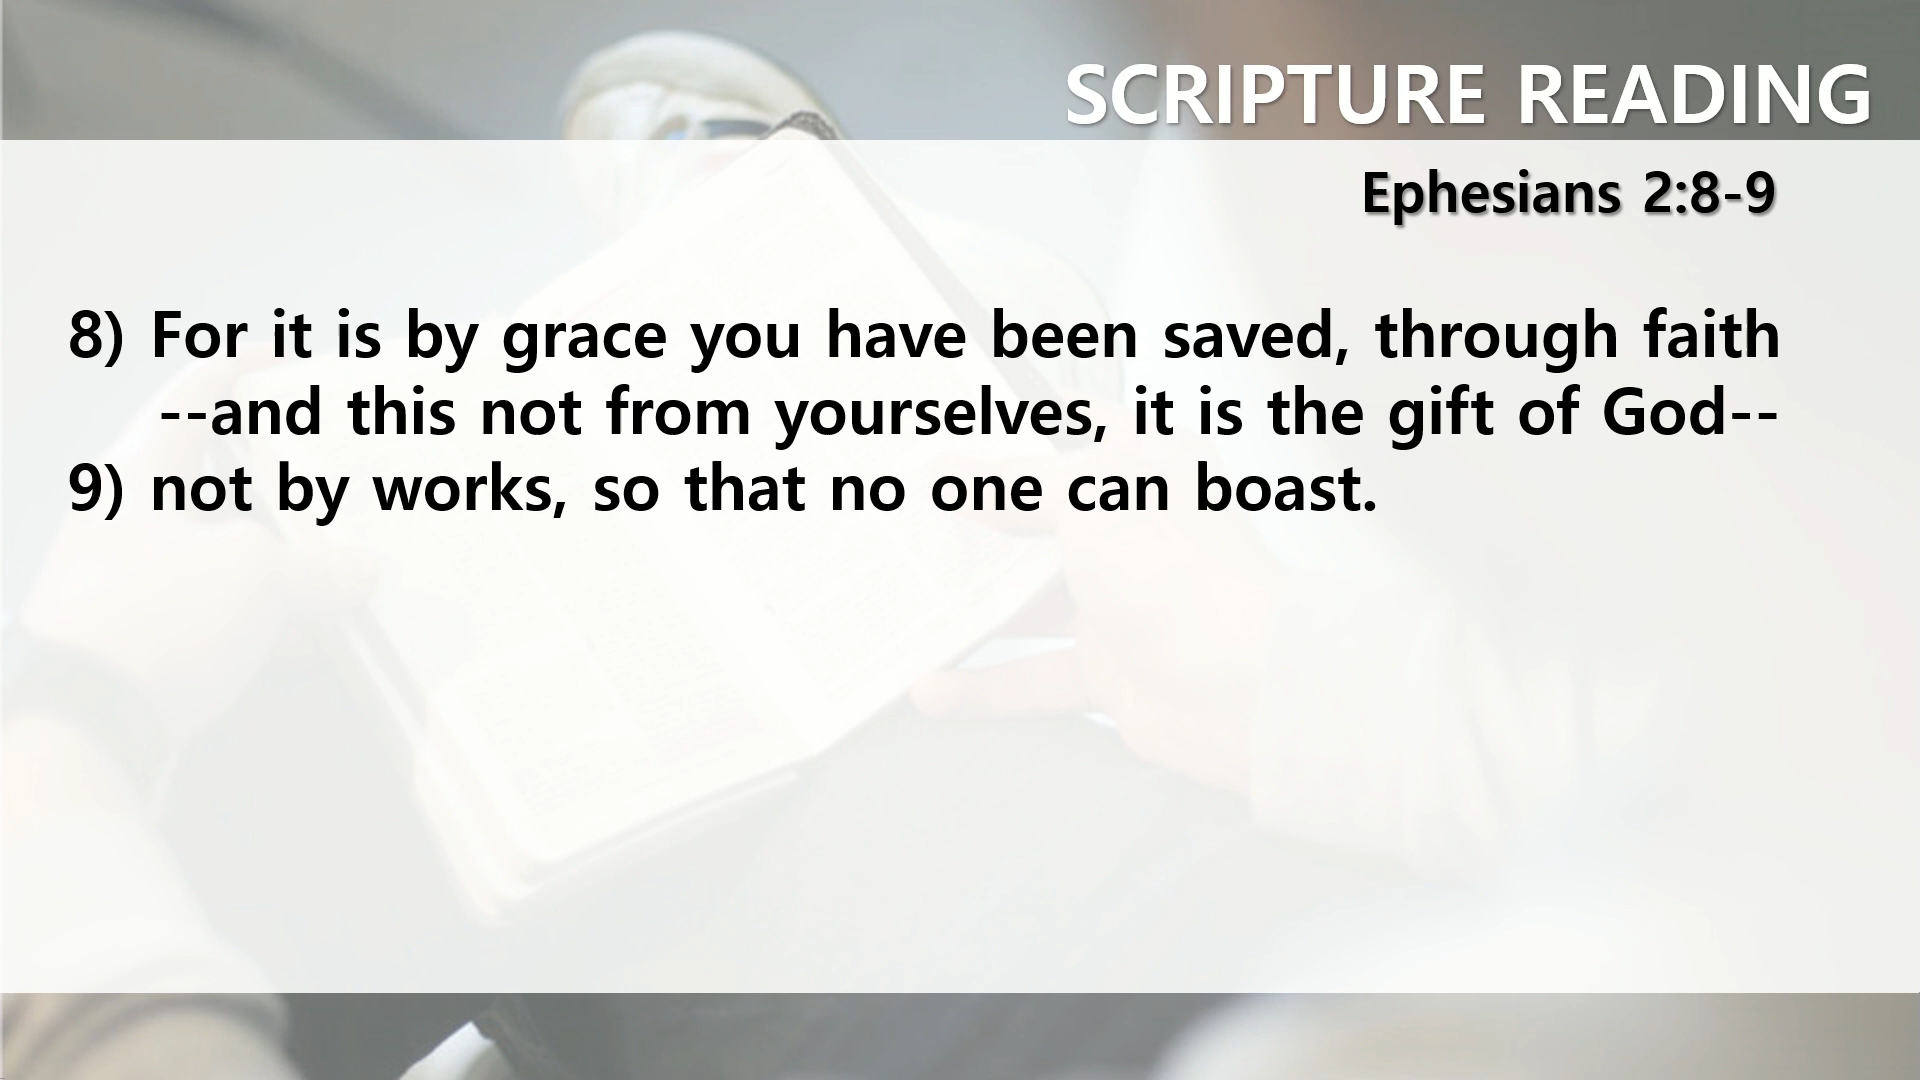 SCRIPTURE READING
Ephesians 2:8-9
8) For it is by grace you have been saved, through faith
--and this not from yourselves, it is the gift of God--
9) not by works, so that no one can boast.